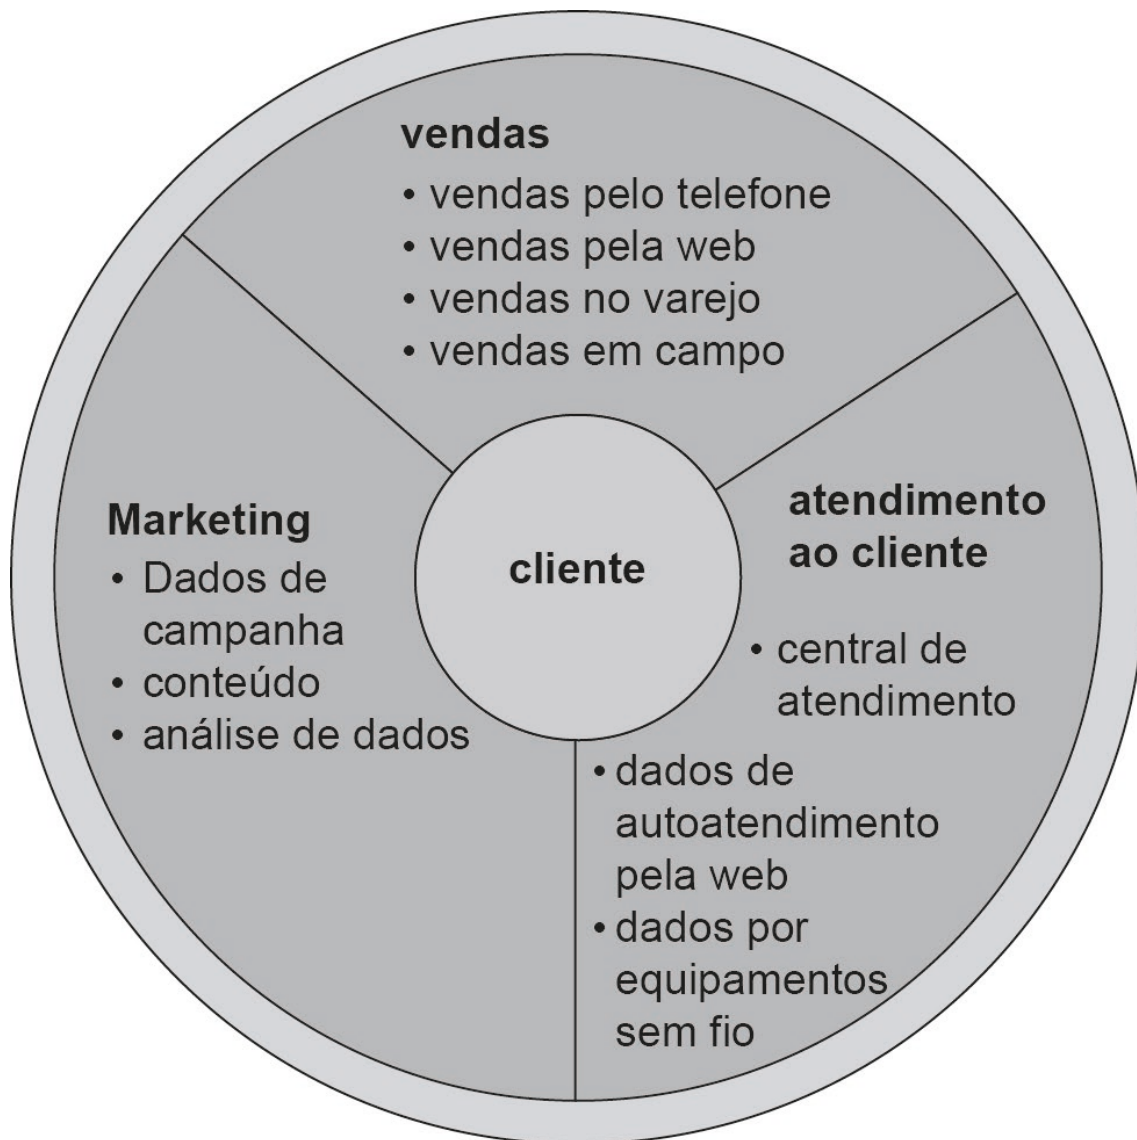 vendas
• vendas pelo telefone
• vendas pela web
• vendas no varejo
• vendas em campo
Marketing
• Dados de
campanha
• conteúdo
• análise de dados
cliente
atendimento
ao cliente
• central de
atendimento
• dados de
autoatendimento
pela web
• dados por
equipamentos
sem fio